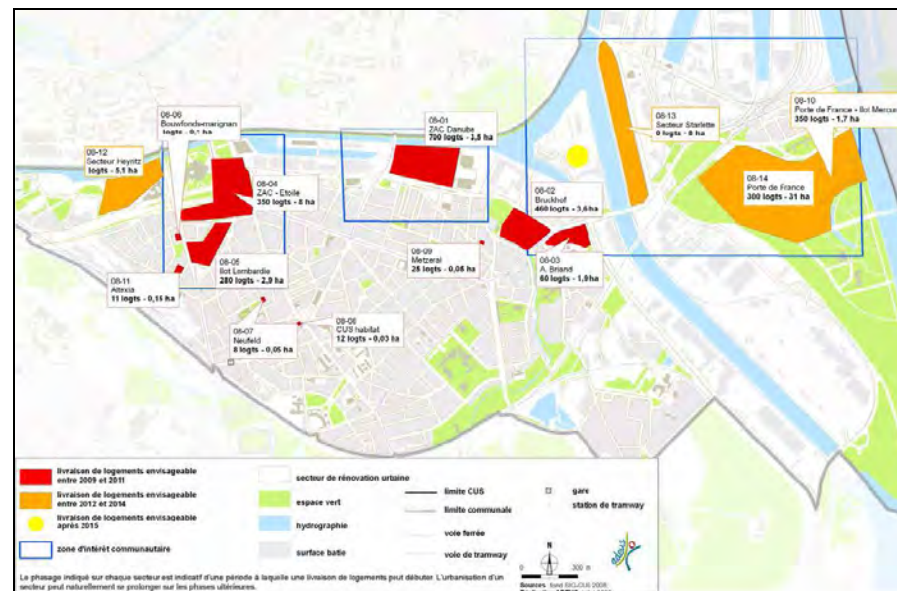 08-06
Bouwfonds-marignan
logts - 0,1 ha
08-12
Secteur Heyritz
logts - 5,1 ha
08-04
ZAC - Etoile
350 logts - 8 ha
08-05
Ilot Lombardie
280 logts - 2,9 ha
08-11
11 logts - 0,15 ha
08-07
Neufeld
8 logts - 0,05 ha
CUS habitat
12 logts - 0,03 ha
08-01
ZAC Danube
700 logts - 3,5 ha
08-09
Metzeral
25 logts - 0,05 ha
08-02
Bruckhof
460 logts - 3,6 ha
08-03
A. Briand
60 logts - 1,9 ha
08-13
Secteur Starlette
0 logts - 8 ha
08-10
Porte de France - Ilot Mercure
350 logts - 1,7 ha
08-14
Porte de France
300 logts - 31 ha
livraison de logements envisageable
entre 2009 et 2011
livraison de logements envisageable
entre 2012 et 2014
livraison de logements envisageable
après 2015
zone d'intérêt communautaire
secteur de rénovation urbaine
espace vert
hydrographie
surface batie
limite CUS
limite communale
voie ferrée
voie de tramway
gare
station de tramway
N
0 300 m
adeus
Le phasage indiqué sur chaque secteur est indicatif d'une période à laquelle une livraison de logements peut débuter. L'urbanisation d'un
secteur peut naturellement se prolonger sur les phases ultérieures.
Sources fond SIG-CUS 2008